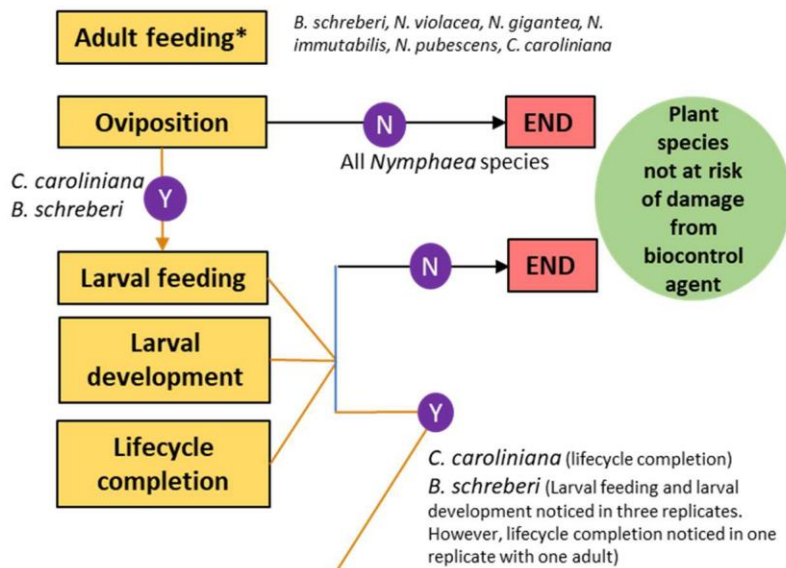 Adult feeding*
B. schreberi, N. violacea, N. gigantea, N.
immutabilis, N. pubescens, C. caroliniana
Oviposition
N
END
All Nymphaea species
Plant
species
not at risk
of damage
from
biocontrol
agent
C. caroliniana
B. schreberi
Y
Larval feeding
N
END
Larval
development
Lifecycle
completion
Y
C. caroliniana (lifecycle completion)
B. schreberi (Larval feeding and larval
development noticed in three replicates.
However, lifecycle completion noticed in one
replicate with one adult)